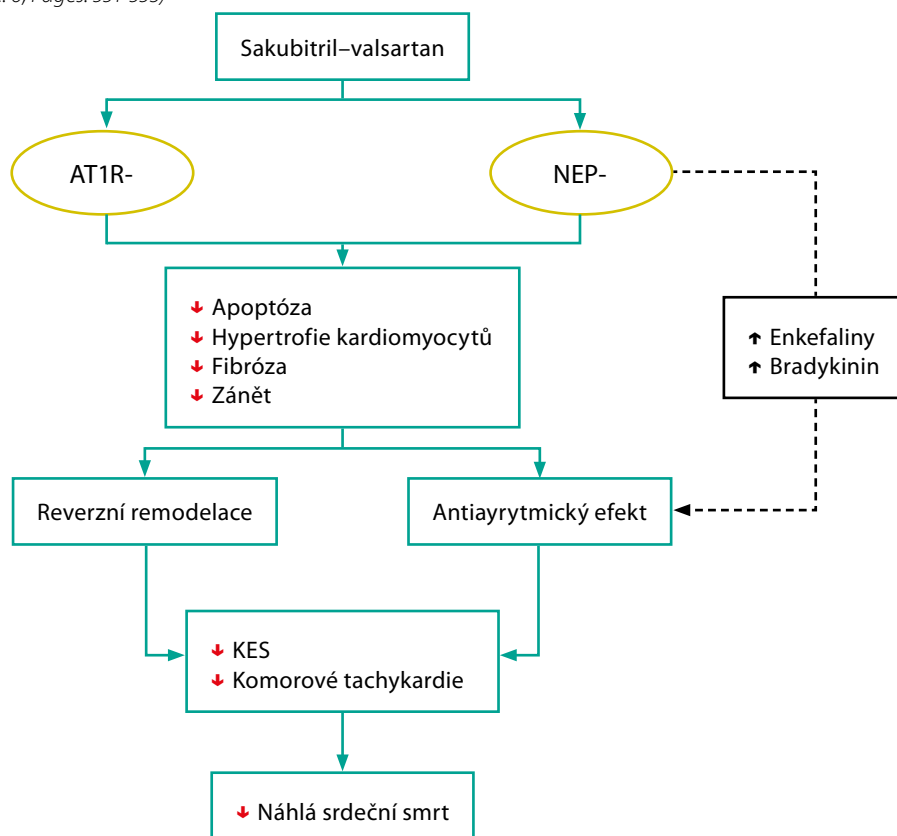 Sakubitril–valsartan
AT1R-
NEP-
↓ Apoptóza
↓ Hypertrofie kardiomyocytů
↓ Fibróza
↓ Zánět
↑ Enkefaliny
↑ Bradykinin
Reverzní remodelace
Antiayrytmický efekt
↓ KES
↓ Komorové tachykardie
↓ Náhlá srdeční smrt